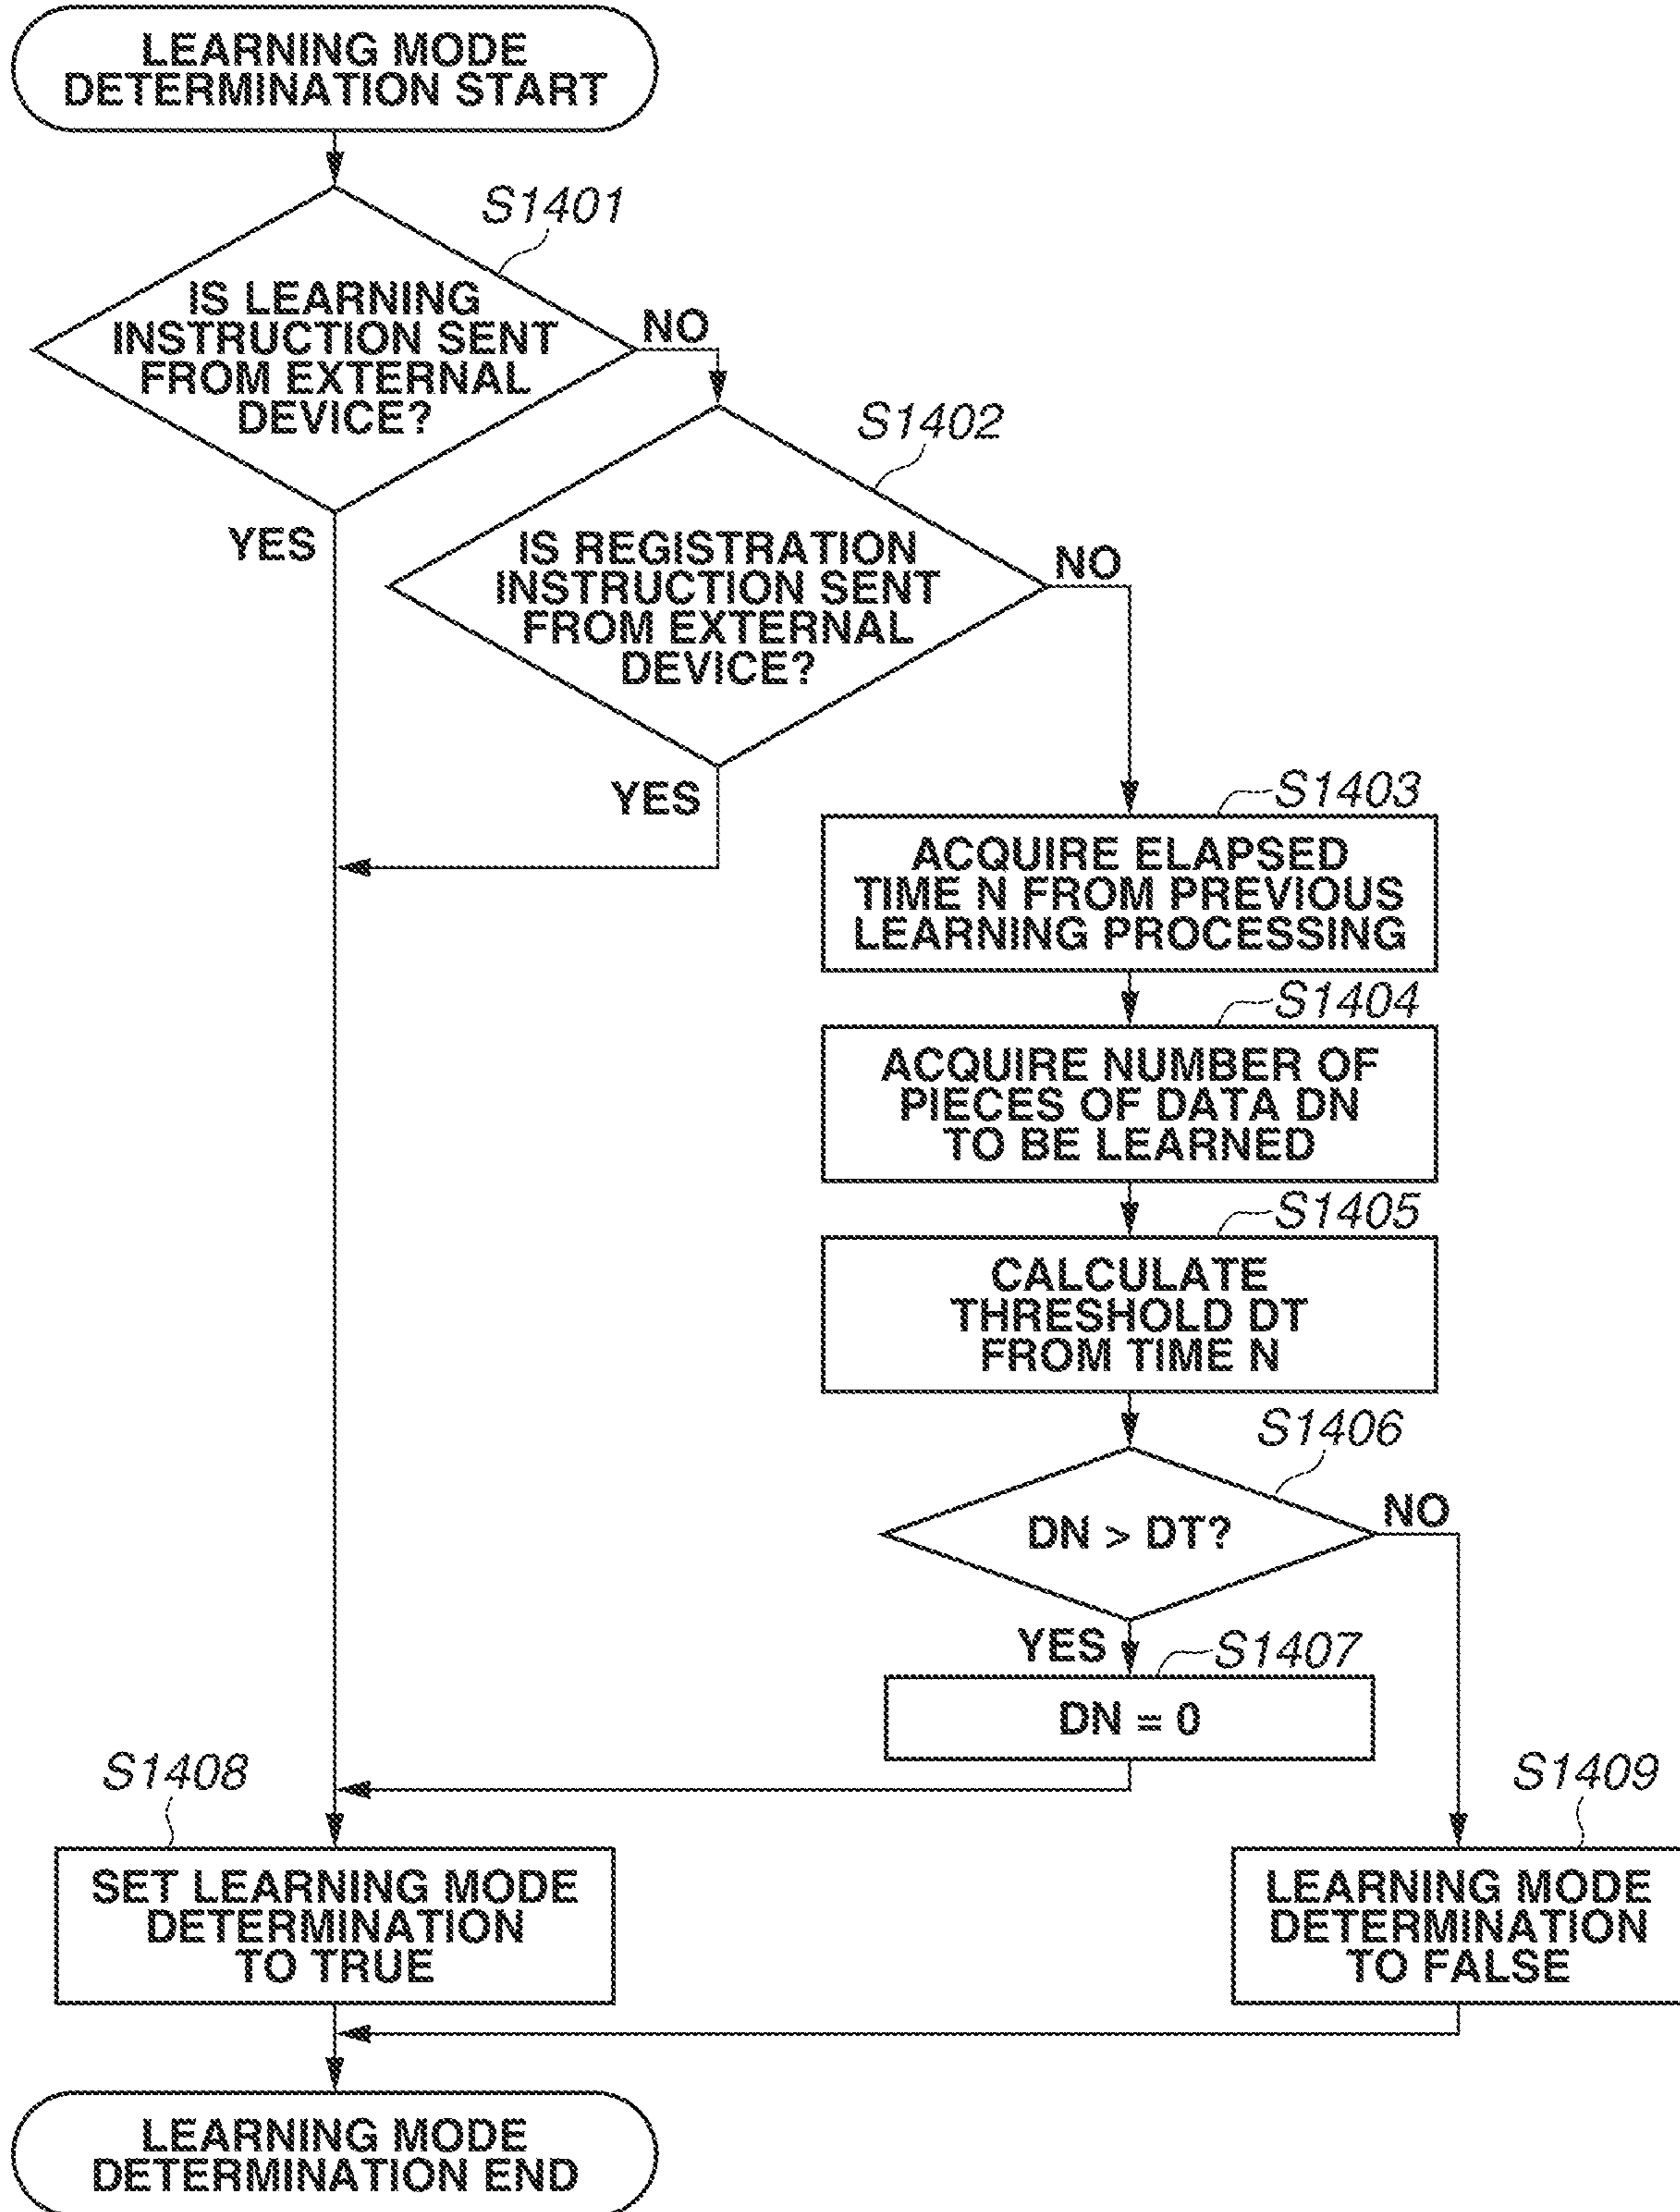 LEARNING MODE
DETERMINATION START
S1401
IS LEARNING
INSTRUCTION SENT
FROM EXTERNAL
DEVICE?
NO
YES
S1402
IS REGISTRATION
INSTRUCTION SENT
FROM EXTERNAL
DEVICE?
NO
YES
S1403
ACQUIRE ELAPSED
TIME N FROM PREVIOUS
LEARNING PROCESSING
S1404
ACQUIRE NUMBER OF
PIECES OF DATA DN
TO BE LEARNED
S1405
CALCULATE
THRESHOLD DT
FROM TIME N
S1406
DN > DT?
NO
YES
S1407
DN = 0
S1408
SET LEARNING MODE
DETERMINATION
TO TRUE
S1409
LEARNING MODE
DETERMINATION
TO FALSE
LEARNING MODE
DETERMINATION END